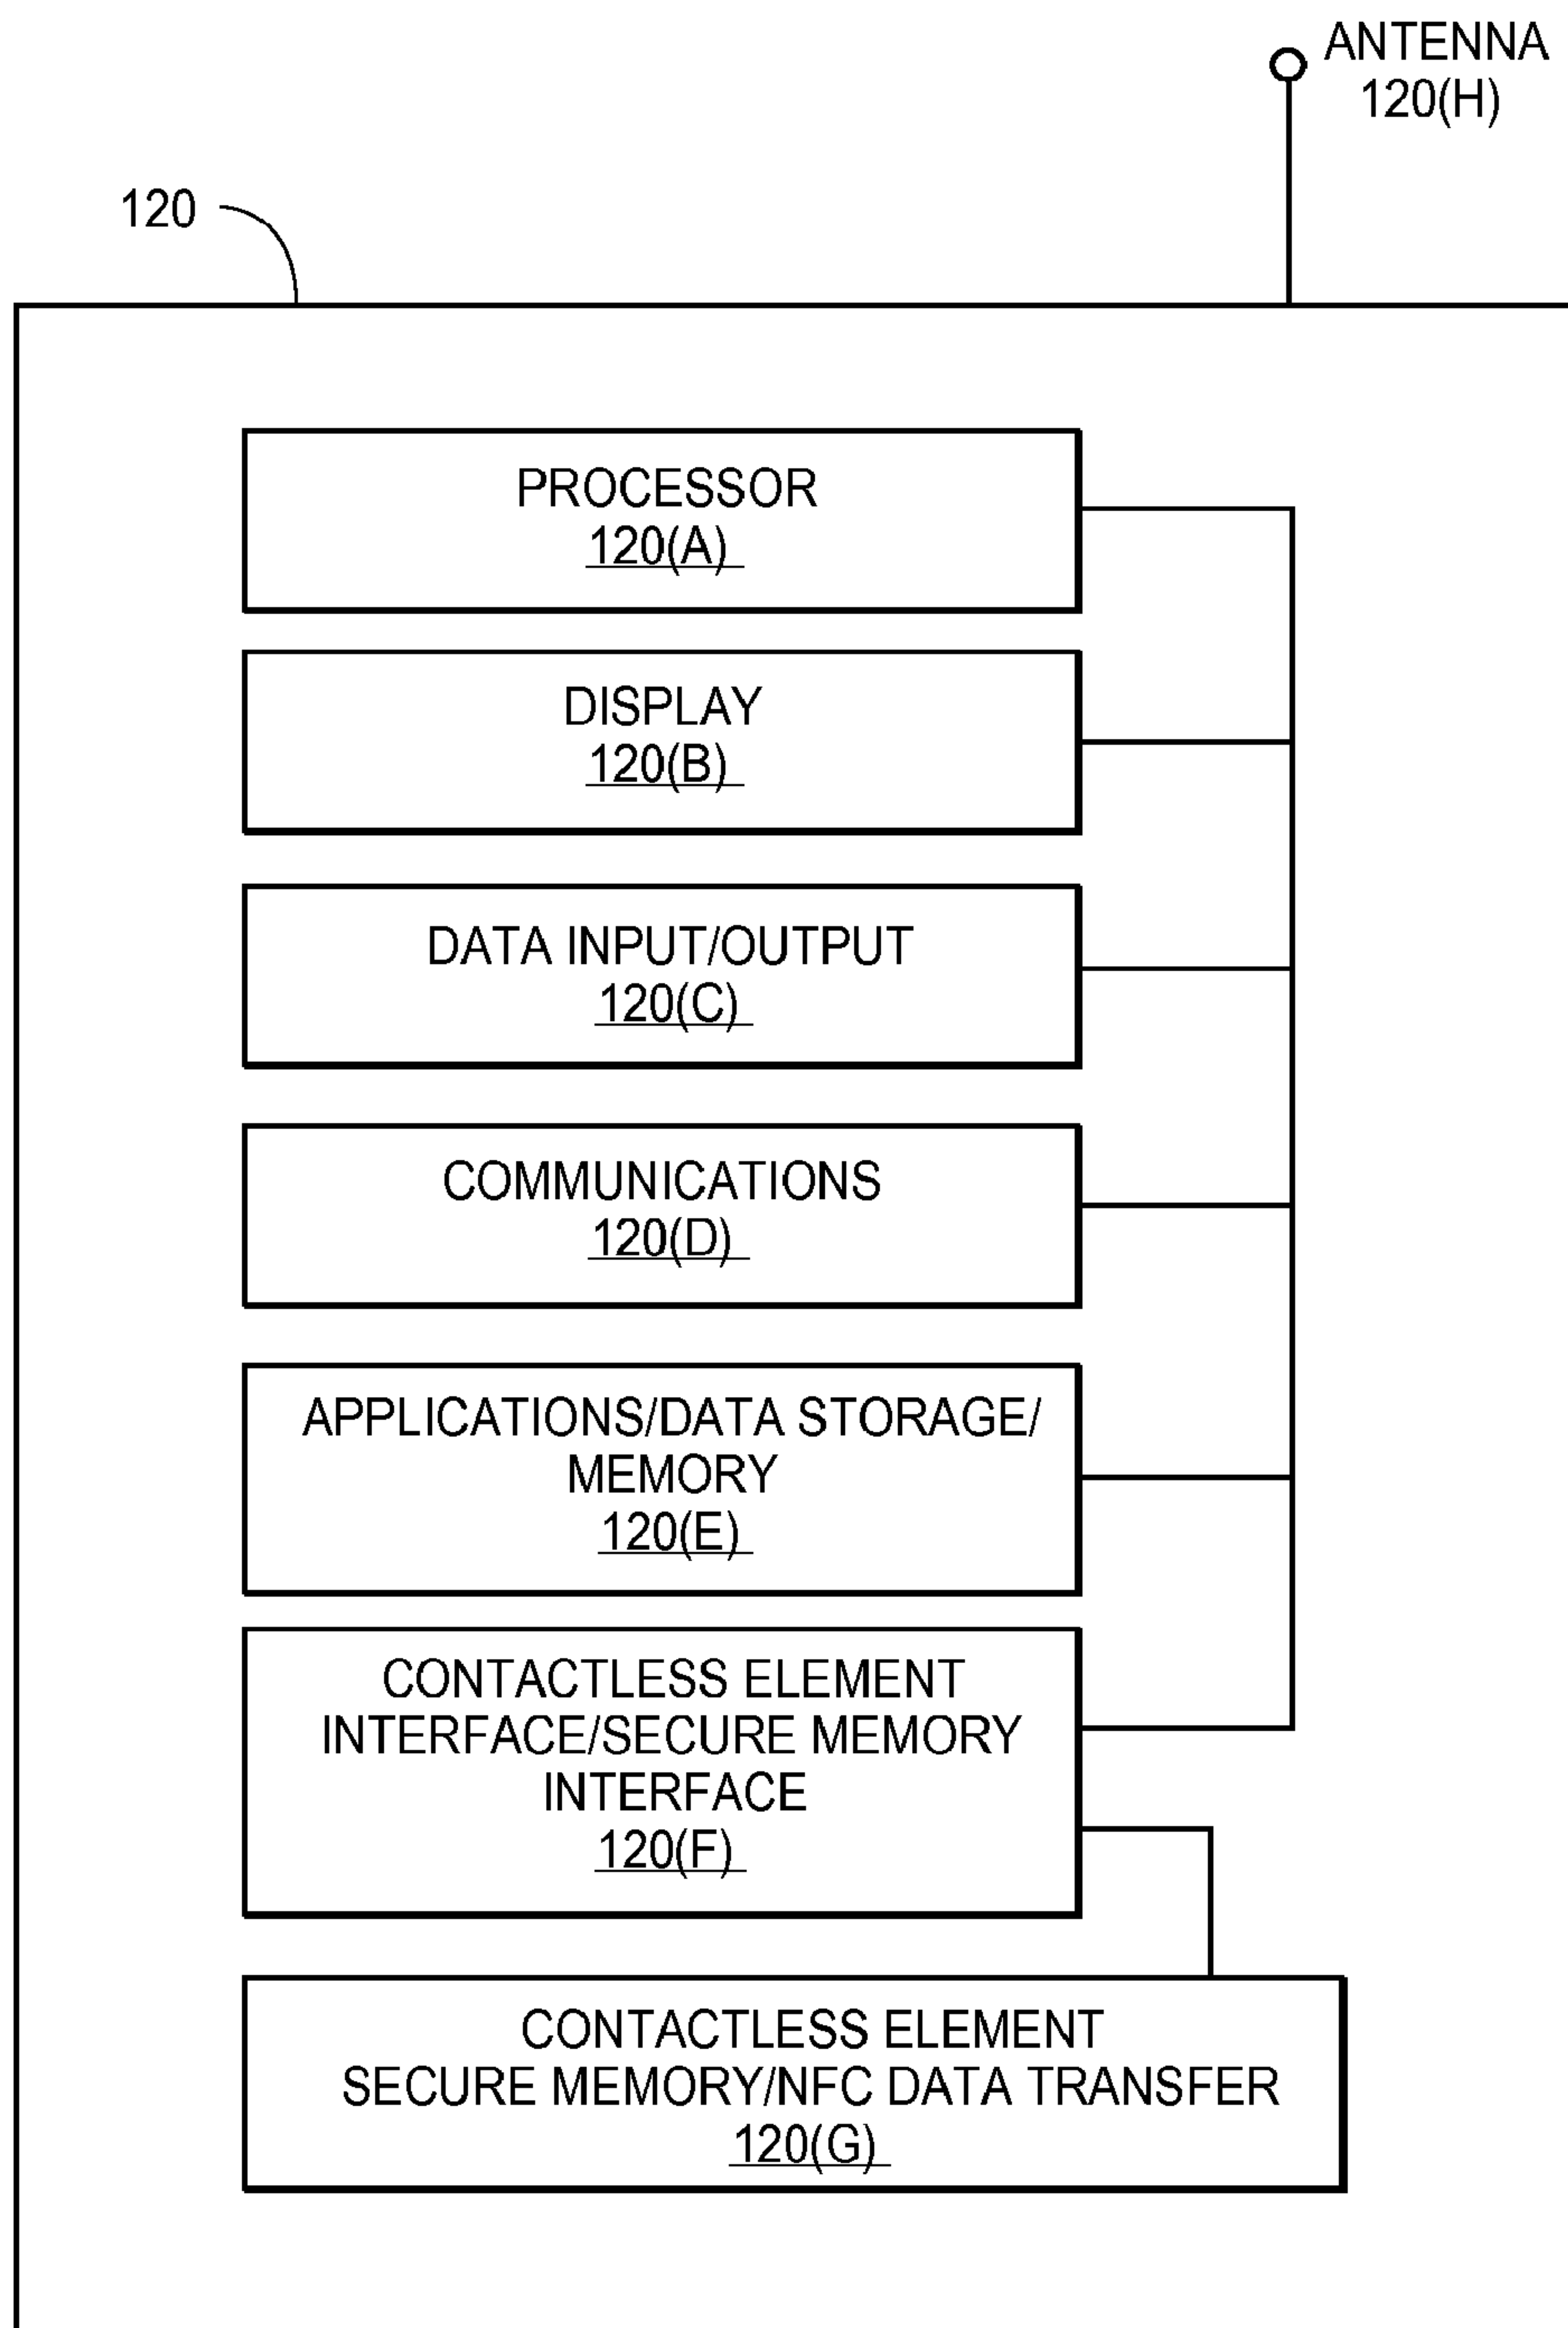 ANTENNA
120(H)
120
PROCESSOR
120(A)
DISPLAY
120(B)
DATA INPUT/OUTPUT
120(C)
COMMUNICATIONS
120(D)
APPLICATIONS/DATA STORAGE/
MEMORY
120(E)
CONTACTLESS ELEMENT
INTERFACE/SECURE MEMORY
INTERFACE
120(F)
CONTACTLESS ELEMENT
SECURE MEMORY/NFC DATA TRANSFER
120(G)